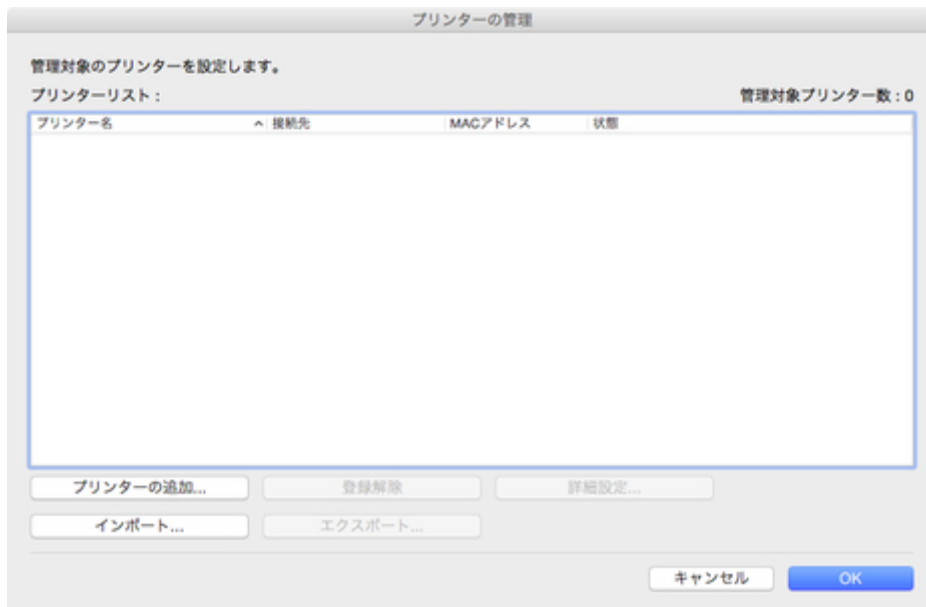 プリンターの管理
管理対象のプリンターを設定します。
プリンターリスト： 管理対象プリンター数：0
プリンター名 接続先 MACアドレス 状態
プリンターの追加... 登録解除 詳細設定...
インポート... エクスポート...
キャンセル OK